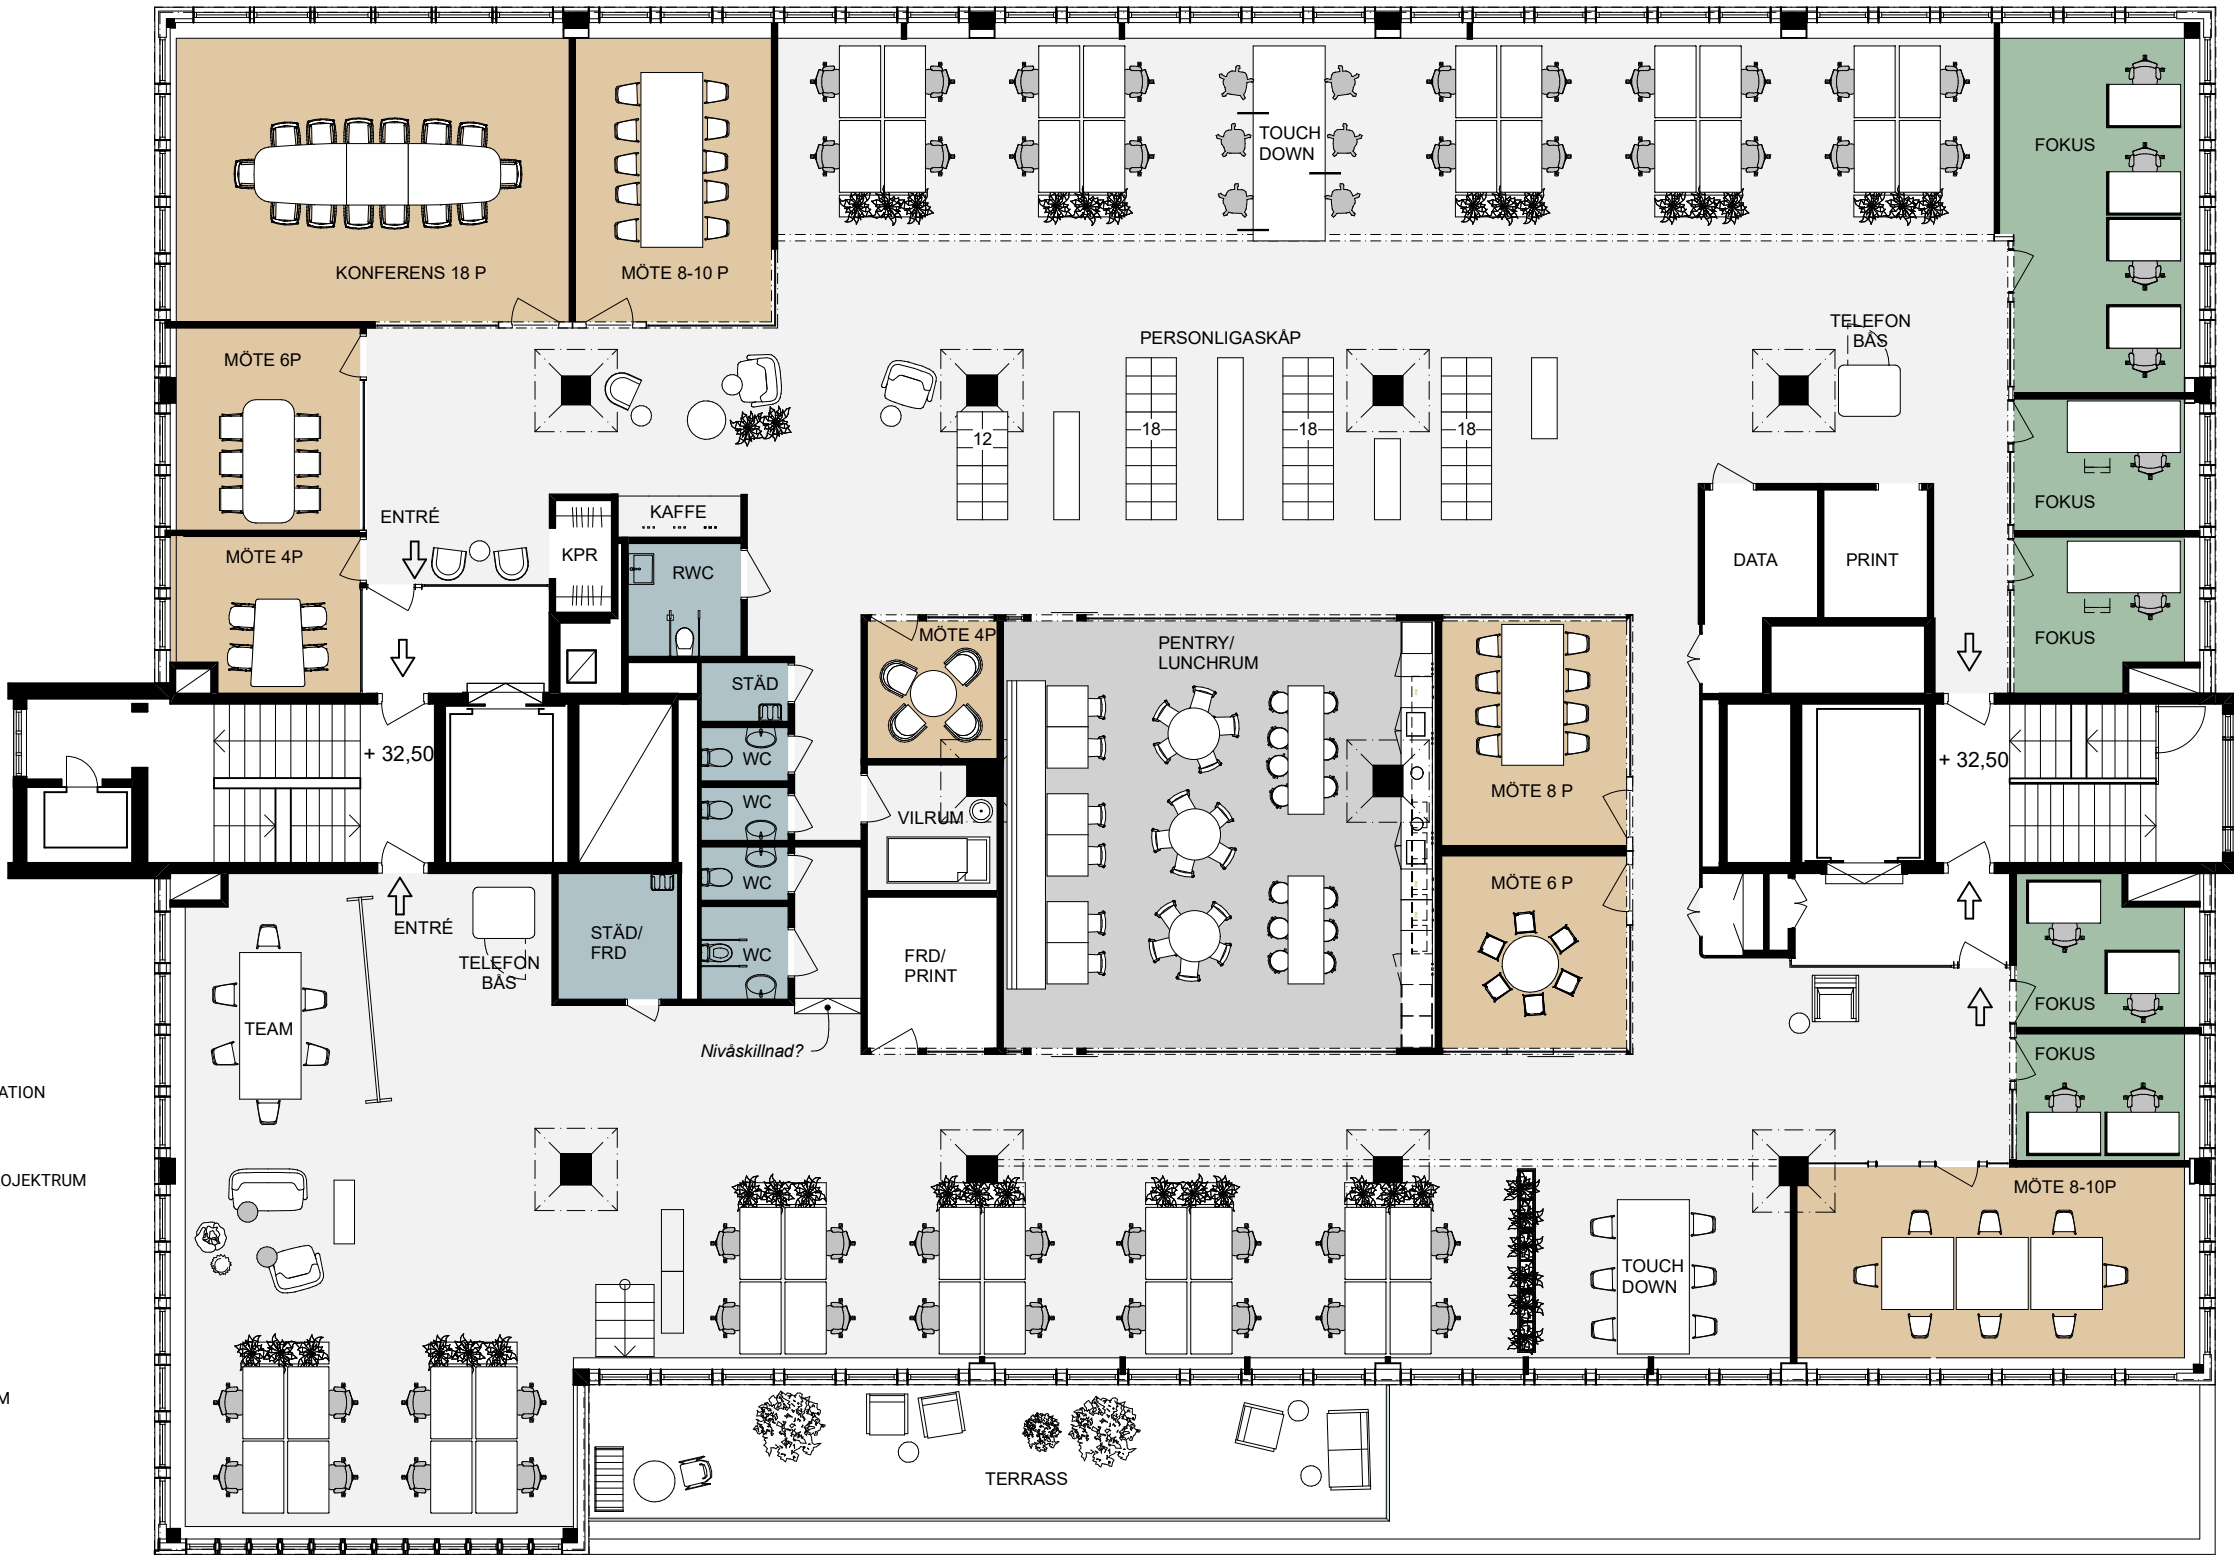 TOUCH
DOWN
FOKUS
KONFERENS 18 P
MÖTE 8-10 P
TELEFON
BÅS
PERSONLIGASKÅP
MÖTE 6P
12
18
18
18
FOKUS
KAFFE
ENTRÉ
KPR
MÖTE 4P
RWC
DATA
PRINT
FOKUS
MÖTE 4P
PENTRY/
LUNCHRUM
STÄD
+ 32,50
WC
+ 32,50
MÖTE 8 P
WC
VILRUM
WC
MÖTE 6 P
ENTRÉ
STÄD/
FRD
TELEFON
BÅS
WC
FRD/
PRINT
FOKUS
TEAM
Nivåskillnad?
FOKUS
ATION
OJEKTRUM
MÖTE 8-10P
TOUCH
DOWN
M
TERRASS